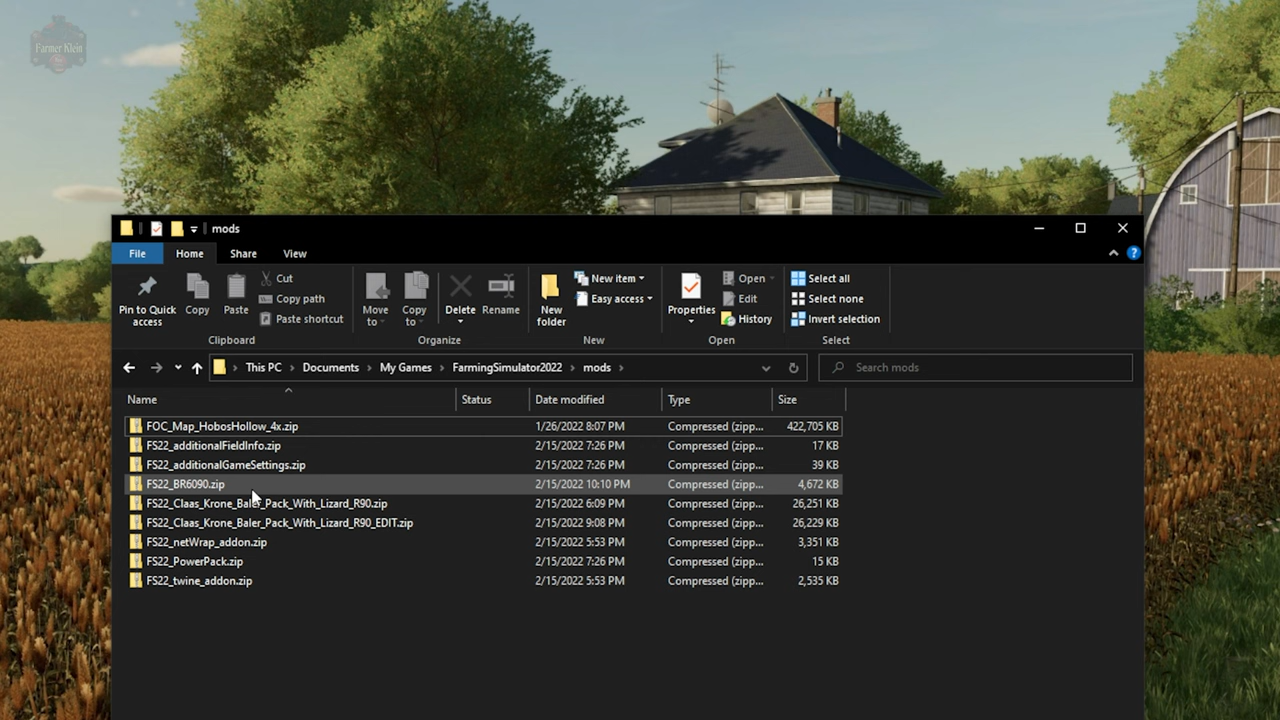 Farmer Klein
mods
File Home Share View
Pin to Quick access
Copy
Paste
Cut
Copy path
Paste shortcut
Clipboard
Move to
Copy to
Delete
Rename
Organize
New folder
New item
Easy access
New
Properties
Open
Edit
History
Open
Select all
Select none
Invert selection
Select
This PC > Documents > My Games > FarmingSimulator2022 > mods >
Search mods
Name Status Date modified Type Size
FOC_Map_HobosHollow_4x.zip 1/26/2022 8:07 PM Compressed (zipp... 422,705 KB
FS22_additionalFieldInfo.zip 2/15/2022 7:26 PM Compressed (zipp... 17 KB
FS22_additionalGameSettings.zip 2/15/2022 7:26 PM Compressed (zipp... 39 KB
FS22_BR6090.zip 2/15/2022 10:10 PM Compressed (zipp... 4,672 KB
FS22_Claas_Krone_Baler_Pack_With_Lizard_R90.zip 2/15/2022 6:09 PM Compressed (zipp... 26,251 KB
FS22_Claas_Krone_Baler_Pack_With_Lizard_R90_EDIT.zip 2/15/2022 9:08 PM Compressed (zipp... 26,229 KB
FS22_netWrap_addon.zip 2/15/2022 5:53 PM Compressed (zipp... 3,351 KB
FS22_PowerPack.zip 2/15/2022 7:26 PM Compressed (zipp... 15 KB
FS22_twine_addon.zip 2/15/2022 5:53 PM Compressed (zipp... 2,535 KB